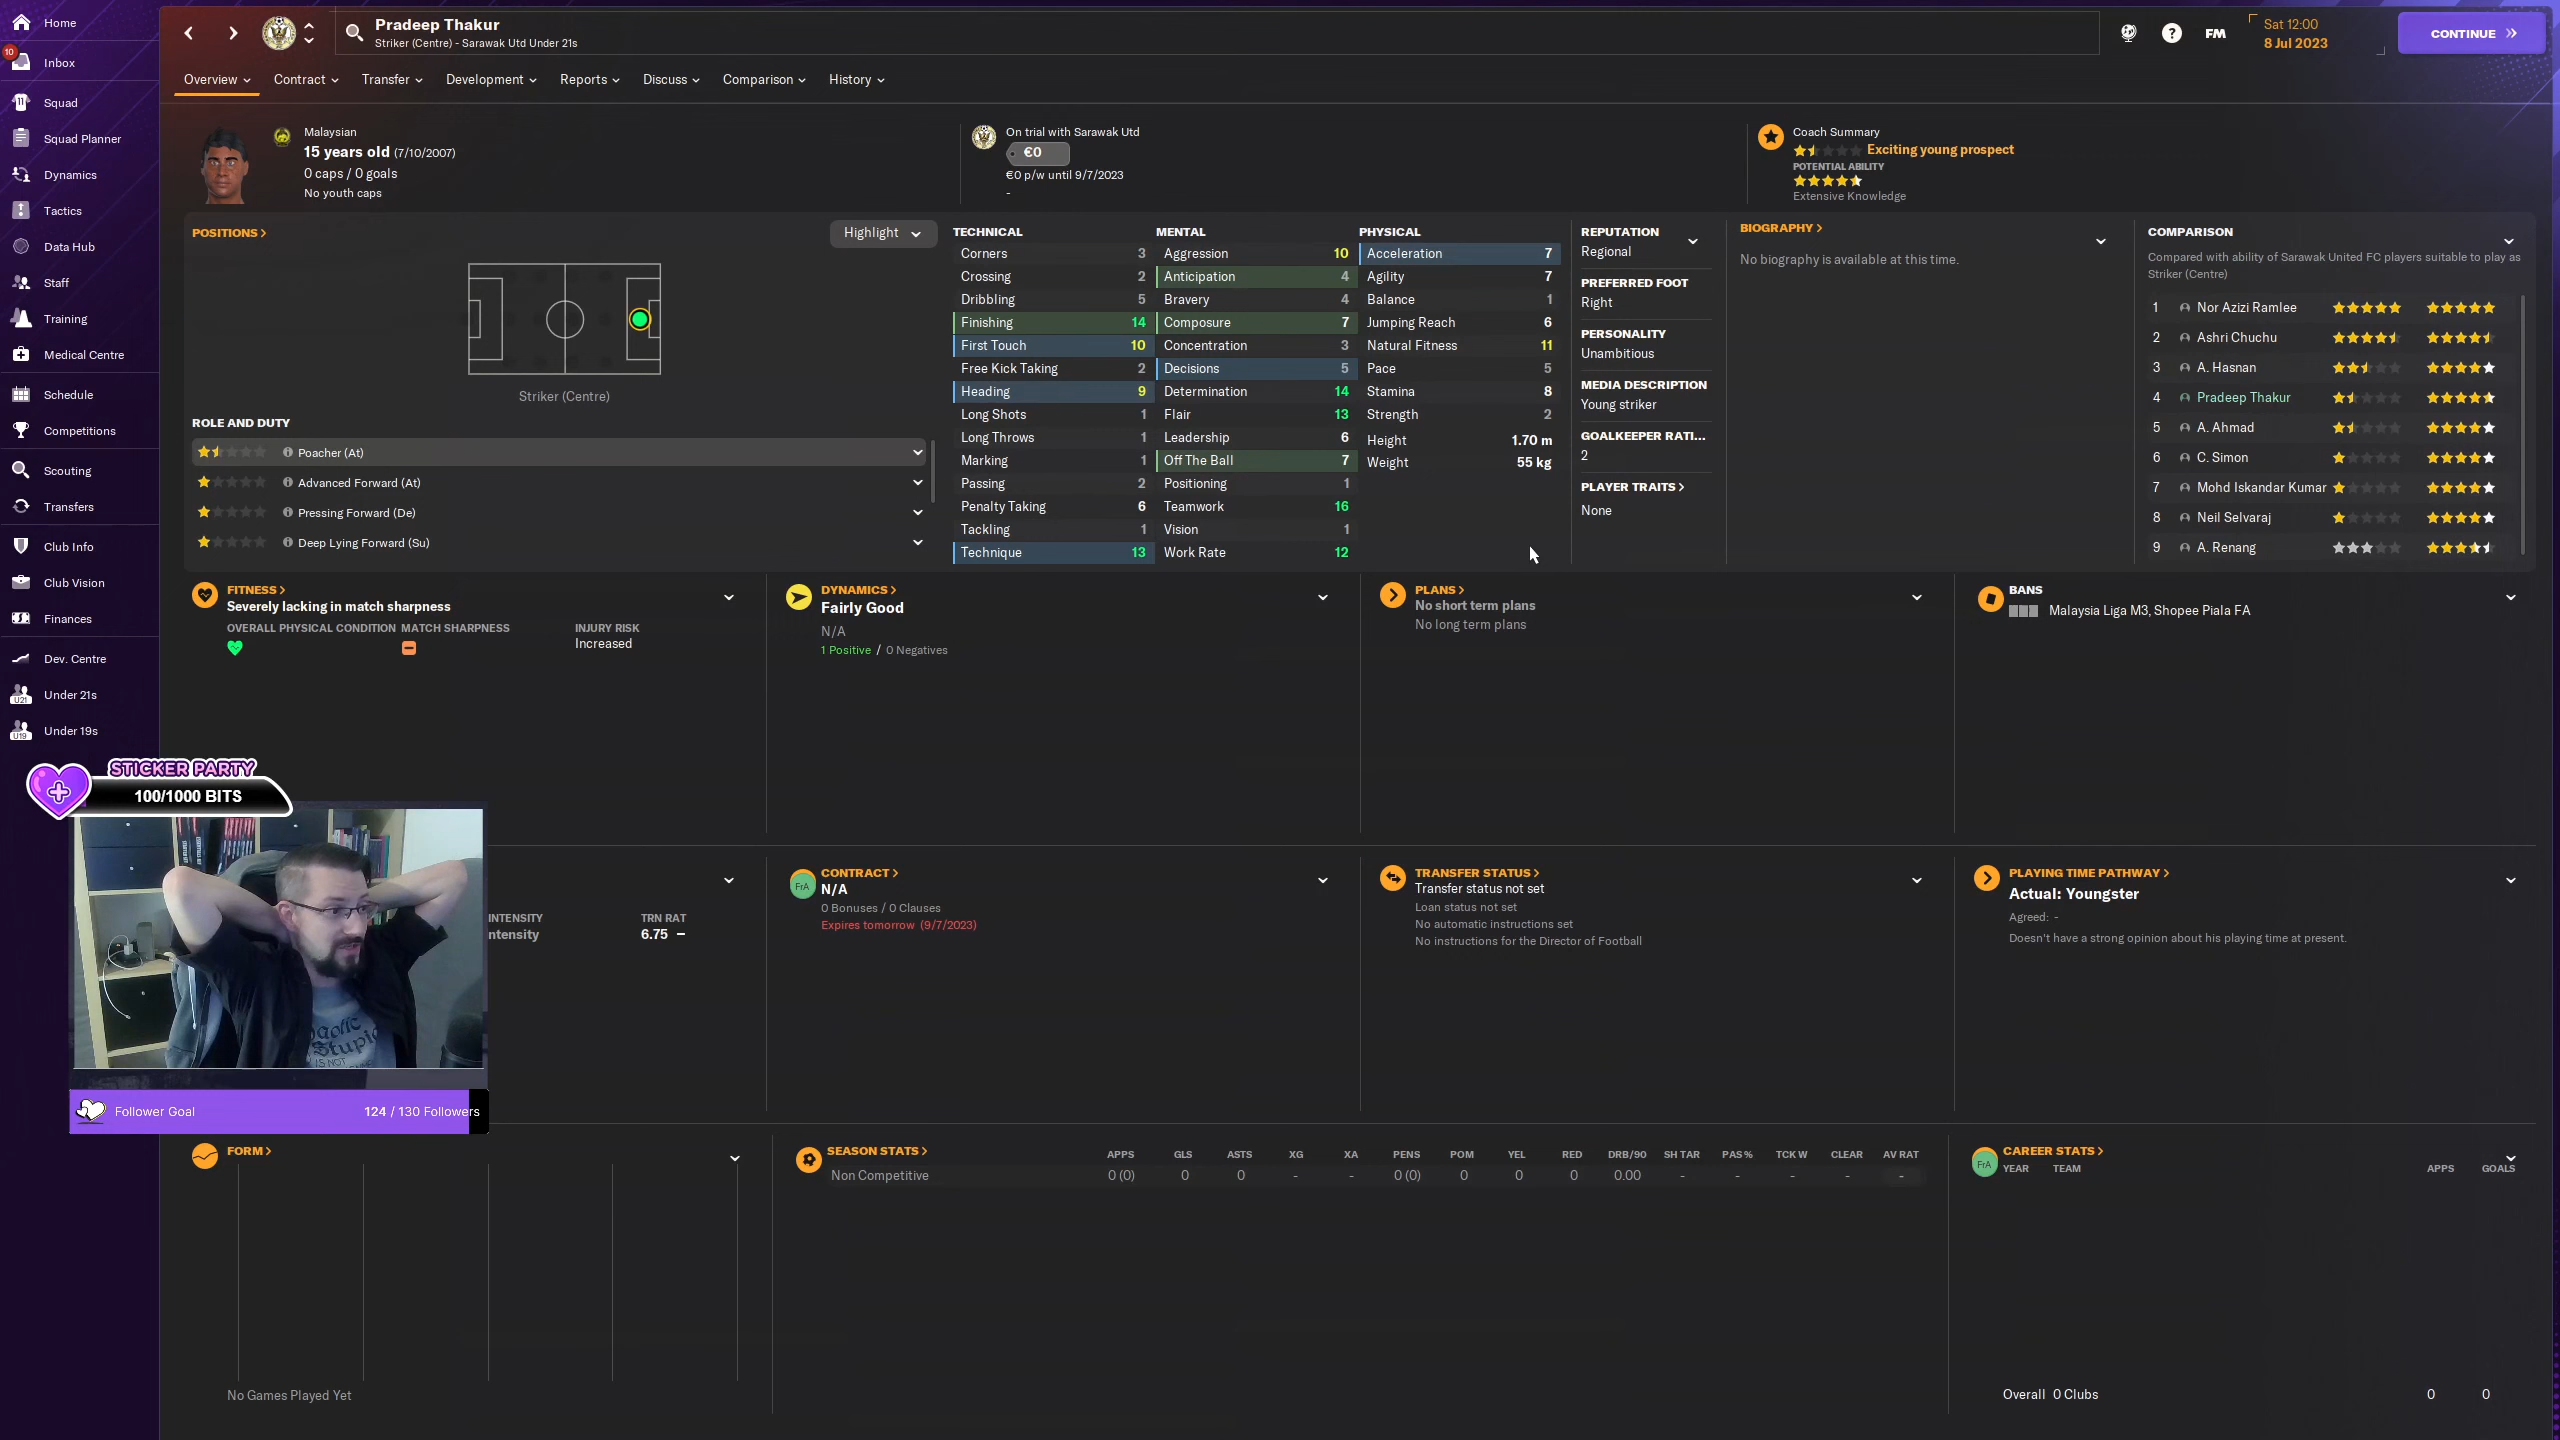 Home
10
Inbox
Squad
Squad Planner
Dynamics
Tactics
Data Hub
Staff
Training
Medical Centre
Schedule
Competitions
Scouting
Transfers
Club Info
Club Vision
Finances
Dev. Centre
U21 Under 21s
U19 Under 19s
Pradeep Thakur
Striker (Centre) - Sarawak Utd Under 21s
FM
Sat 12:00
8 Jul 2023
CONTINUE
Overview Contract Transfer Development Reports Discuss Comparison History
Malaysian
15 years old (7/10/2007)
0 caps / 0 goals
No youth caps
On trial with Sarawak Utd
€0
€0 p/w until 9/7/2023
-
Coach Summary
Exciting young prospect
POTENTIAL ABILITY
Extensive Knowledge
POSITIONS >
Highlight
Striker (Centre)
ROLE AND DUTY
Poacher (At)
Advanced Forward (At)
Pressing Forward (De)
Deep Lying Forward (Su)
TECHNICAL
Corners 3
Crossing 2
Dribbling 5
Finishing 14
First Touch 10
Free Kick Taking 2
Heading 9
Long Shots 1
Long Throws 1
Marking 1
Passing 2
Penalty Taking 6
Tackling 1
Technique 13
MENTAL
Aggression 10
Anticipation 4
Bravery 4
Composure 7
Concentration 3
Decisions 5
Determination 14
Flair 13
Leadership 6
Off The Ball 7
Positioning 1
Teamwork 16
Vision 1
Work Rate 12
PHYSICAL
Acceleration 7
Agility 7
Balance 1
Jumping Reach 6
Natural Fitness 11
Pace 5
Stamina 8
Strength 2
Height 1.70 m
Weight 55 kg
REPUTATION
Regional
PREFERRED FOOT
Right
PERSONALITY
Unambitious
MEDIA DESCRIPTION
Young striker
GOALKEEPER RATI...
2
PLAYER TRAITS >
None
BIOGRAPHY >
No biography is available at this time.
COMPARISON
Compared with ability of Sarawak United FC players suitable to play as
Striker (Centre)
1 Nor Azizi Ramlee
2 Ashri Chuchu
3 A. Hasnan
4 Pradeep Thakur
5 A. Ahmad
6 C. Simon
7 Mohd Iskandar Kumar
8 Neil Selvaraj
9 A. Renang
FITNESS >
Severely lacking in match sharpness
OVERALL PHYSICAL CONDITION MATCH SHARPNESS INJURY RISK
Increased
DYNAMICS >
Fairly Good
N/A
1 Positive / 0 Negatives
PLANS >
No short term plans
No long term plans
BANS
Malaysia Liga M3, Shopee Piala FA
STICKER PARTY
100/1000 BITS
INTENSITY TRN RAT
ntensity 6.75 –
CONTRACT >
FrA N/A
0 Bonuses / 0 Clauses
Expires tomorrow (9/7/2023)
TRANSFER STATUS >
Transfer status not set
Loan status not set
No automatic instructions set
No instructions for the Director of Football
PLAYING TIME PATHWAY >
Actual: Youngster
Agreed: -
Doesn't have a strong opinion about his playing time at present.
Stupid
IS NOT
Follower Goal 124 / 130 Followers
FORM >
No Games Played Yet
SEASON STATS > APPS GLS ASTS XG XA PENS POM YEL RED DRB/90 SH TAR PAS % TCK W CLEAR AV RAT
Non Competitive 0 (0) 0 0 - - 0 (0) 0 0 0 0.00 - - - - -
CAREER STATS >
FrA YEAR TEAM APPS GOALS
Overall 0 Clubs 0 0